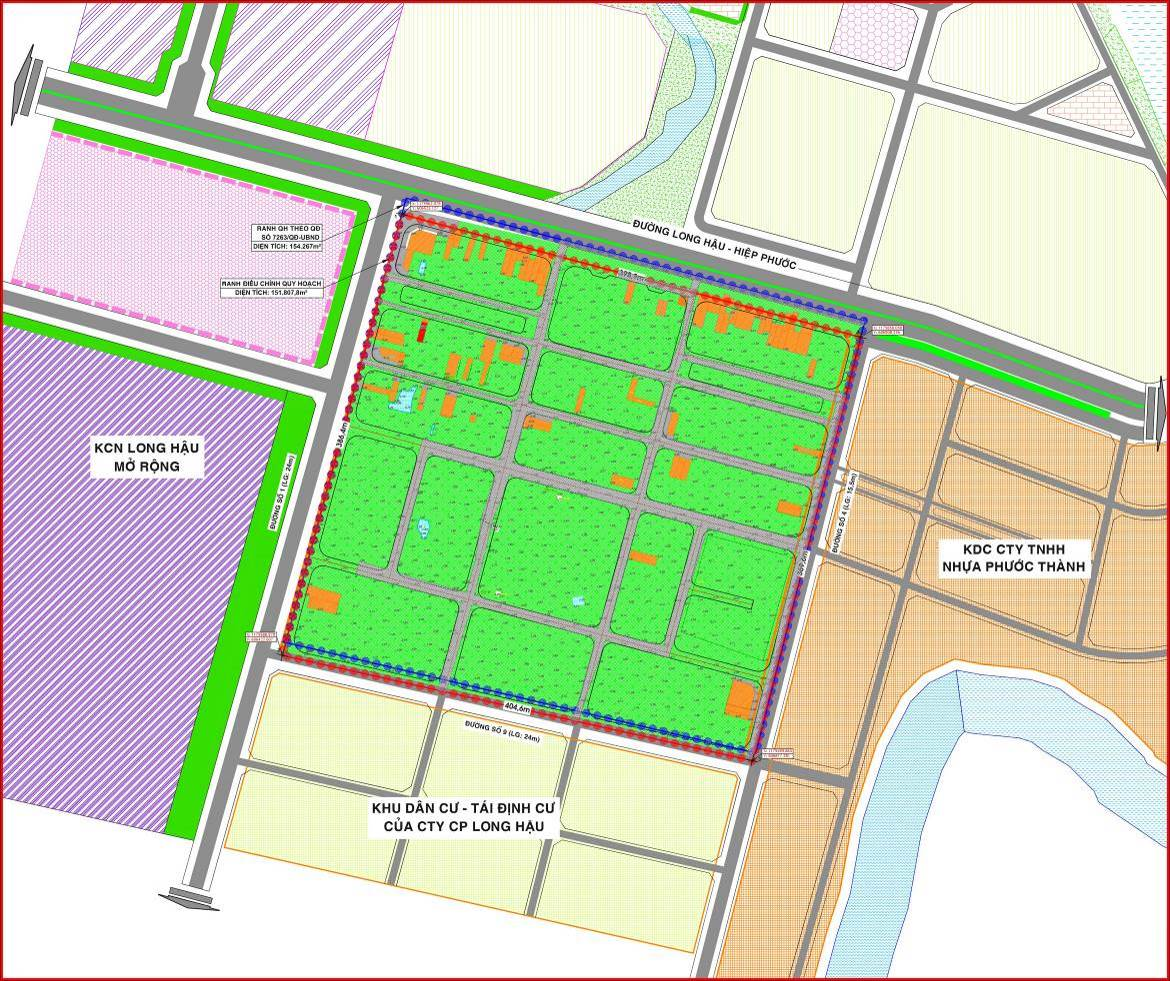 ĐƯỜNG LONG HẬU - HIỆP PHƯỚC
RANH QH THEO QĐ
SỐ 7263/QĐ-UBND
DIỆN TÍCH: 154.267m²
RANH ĐIỀU CHỈNH QUY HOẠCH
DIỆN TÍCH: 151.807,8m²
398,7m
386,4m
KCN LONG HẬU
MỞ RỘNG
ĐƯỜNG SỐ 1 (LG: 24m)
ĐƯỜNG SỐ 4 (LG: 15,5m)
KDC CTY TNHH
NHỰA PHƯỚC THÀNH
404,6m
ĐƯỜNG SỐ 9 (LG: 24m)
KHU DÂN CƯ - TÁI ĐỊNH CƯ
CỦA CTY CP LONG HẬU